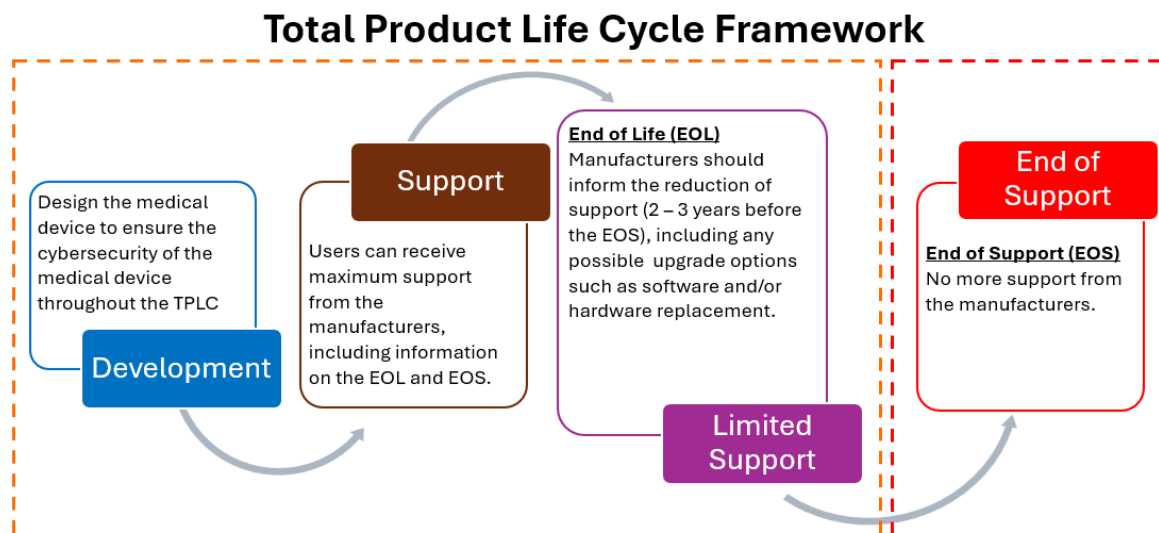 Total Product Life Cycle Framework
Design the medical
device to ensure the
cybersecurity of the
medical device
throughout the TPLC
Development
Support
Users can receive
maximum support
from the
manufacturers,
including information
on the EOL and EOS.
End of Life (EOL)
Manufacturers should
inform the reduction of
support (2 – 3 years before
the EOS), including any
possible  upgrade options
such as software and/or
hardware replacement.
Limited
Support
End of
Support
End of Support (EOS)
No more support from
the manufacturers.